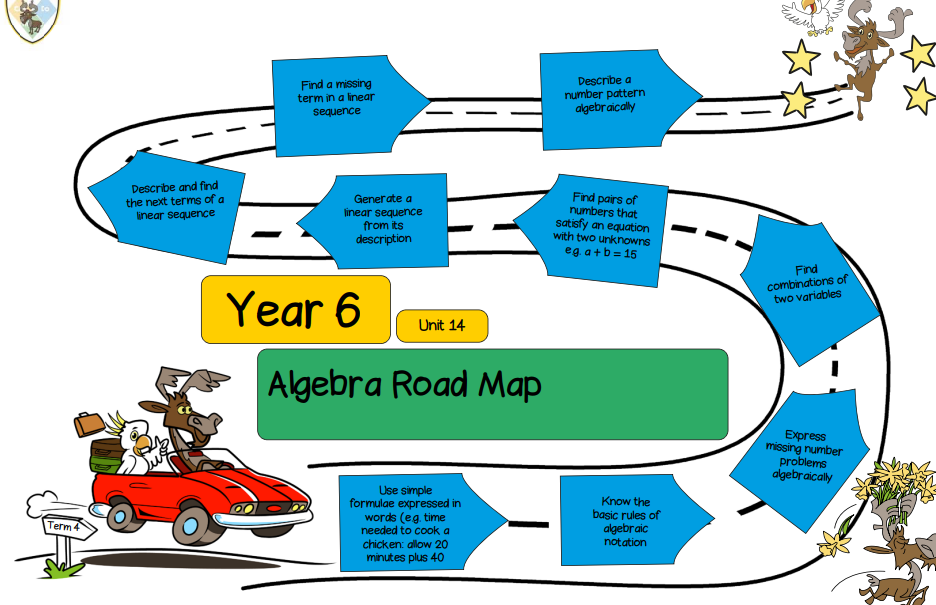 Find a missing
term in a linear
sequence
Describe a
number pattern
algebraically
Describe and find
the next terms of a
linear sequence
Generate a
linear sequence
from its
description
Find pairs of
numbers that
satisfy an equation
with two unknowns
e.g. a + b = 15
Find
combinations of
two variables
Year 6
Unit 14
Algebra Road Map
Express
missing number
problems
algebraically
Use simple
formulae expressed in
words (e.g. time
needed to cook a
chicken: allow 20
minutes plus 40
Know the
basic rules of
algebraic
notation
Term 4